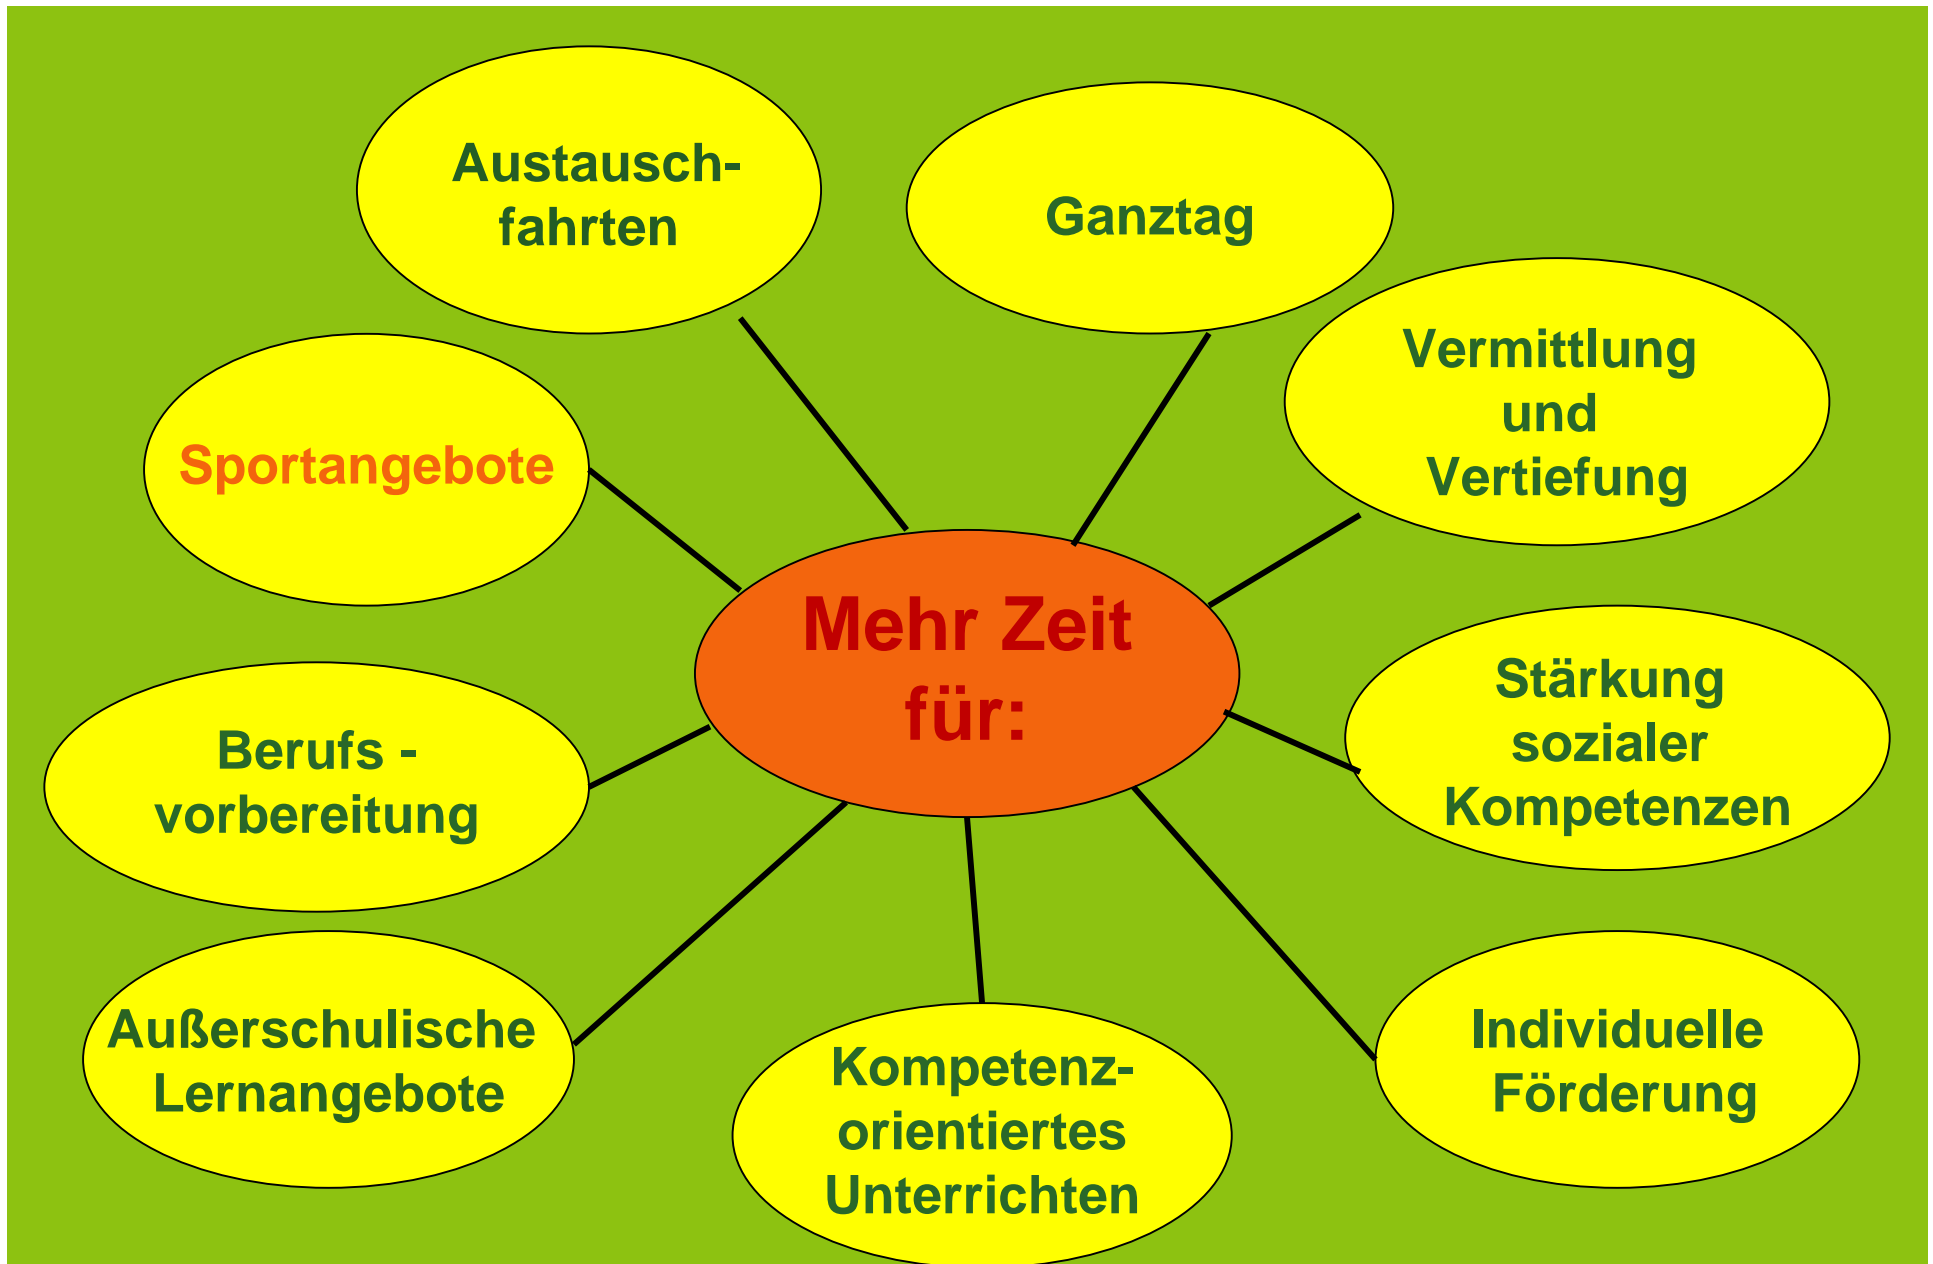 Austausch-
fahrten
Ganztag
Vermittlung
und
Vertiefung
Sportangebote
Mehr Zeit
für:
Stärkung
sozialer
Kompetenzen
Berufs -
vorbereitung
Außerschulische
Lernangebote
Kompetenz-
orientiertes
Unterrichten
Individuelle
Förderung